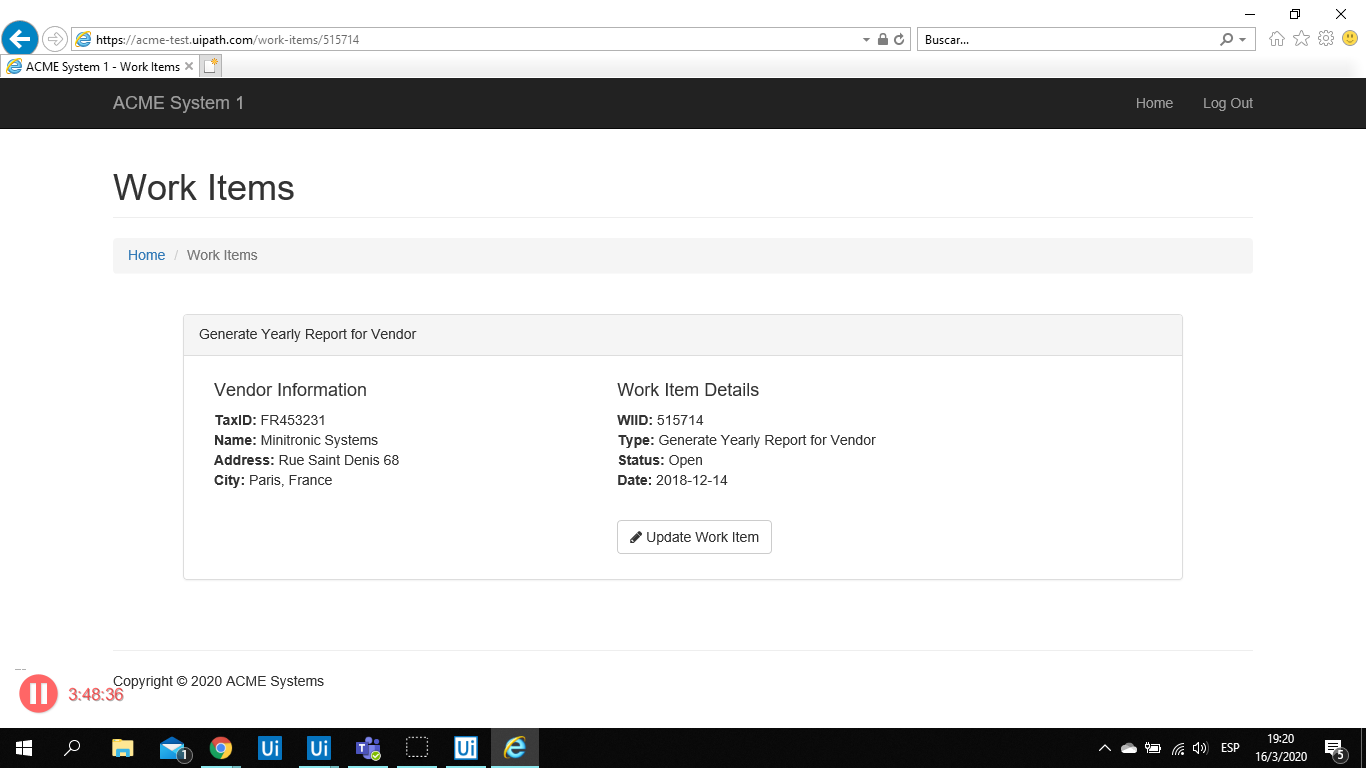 https://acme-test.uipath.com/work-items/515714
Buscar...
ACME System 1 - Work Items
ACME System 1
Home
Log Out
Work Items
Home / Work Items
Generate Yearly Report for Vendor
Vendor Information
TaxID: FR453231
Name: Minitronic Systems
Address: Rue Saint Denis 68
City: Paris, France
Work Item Details
WIID: 515714
Type: Generate Yearly Report for Vendor
Status: Open
Date: 2018-12-14
Update Work Item
Copyright © 2020 ACME Systems
3:48:36
1
Ui
Ui
T
Ui
ESP
19:20
16/3/2020
5